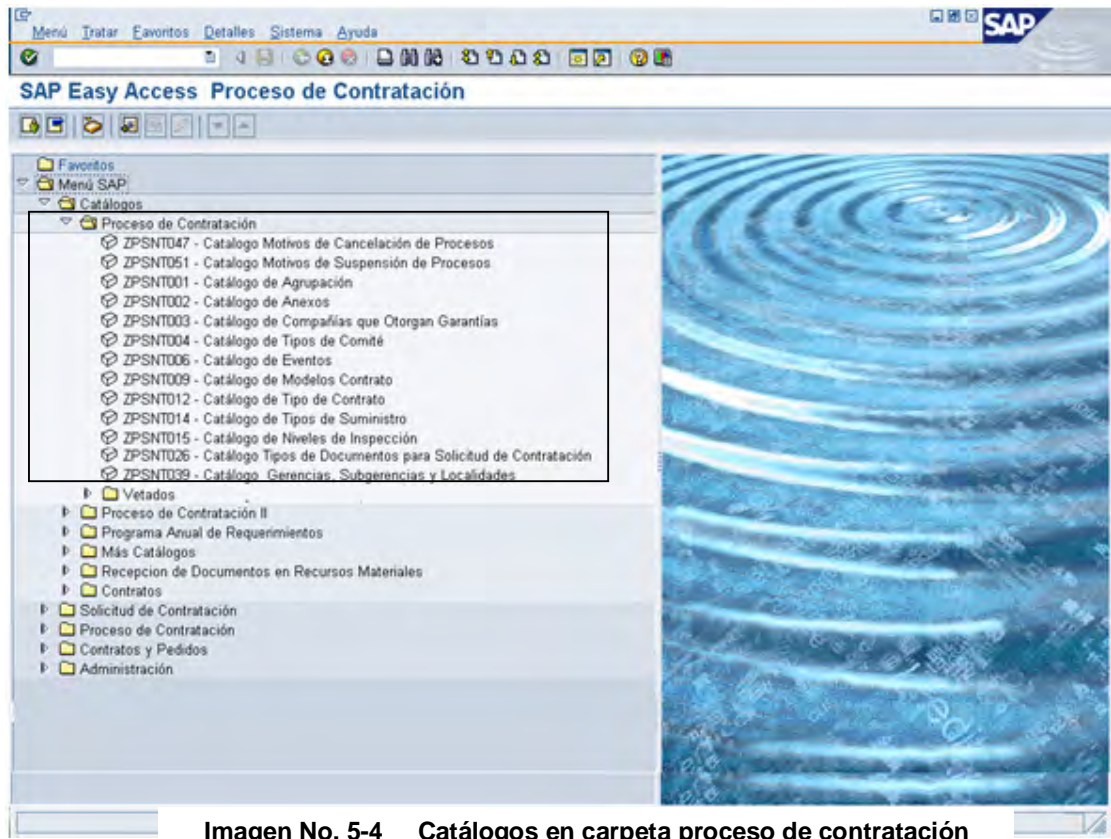 Menú Tratar Favoritos Detalles Sistema Ayuda
SAP
SAP Easy Access Proceso de Contratación
Favoritos
Menú SAP
Catálogos
Proceso de Contratación
ZPSNT047 - Catalogo Motivos de Cancelación de Procesos
ZPSNT051 - Catalogo Motivos de Suspensión de Procesos
ZPSNT001 - Catálogo de Agrupación
ZPSNT002 - Catálogo de Anexos
ZPSNT003 - Catálogo de Compañías que Otorgan Garantías
ZPSNT004 - Catálogo de Tipos de Comité
ZPSNT006 - Catálogo de Eventos
ZPSNT009 - Catálogo de Modelos Contrato
ZPSNT012 - Catálogo de Tipo de Contrato
ZPSNT014 - Catálogo de Tipos de Suministro
ZPSNT015 - Catálogo de Niveles de Inspección
ZPSNT026 - Catálogo Tipos de Documentos para Solicitud de Contratación
ZPSNT039 - Catálogo Gerencias, Subgerencias y Localidades
Vetados
Proceso de Contratación II
Programa Anual de Requerimientos
Más Catálogos
Recepcion de Documentos en Recursos Materiales
Contratos
Solicitud de Contratación
Proceso de Contratación
Contratos y Pedidos
Administración
Imagen No. 5-4 Catálogos en carpeta proceso de contratación